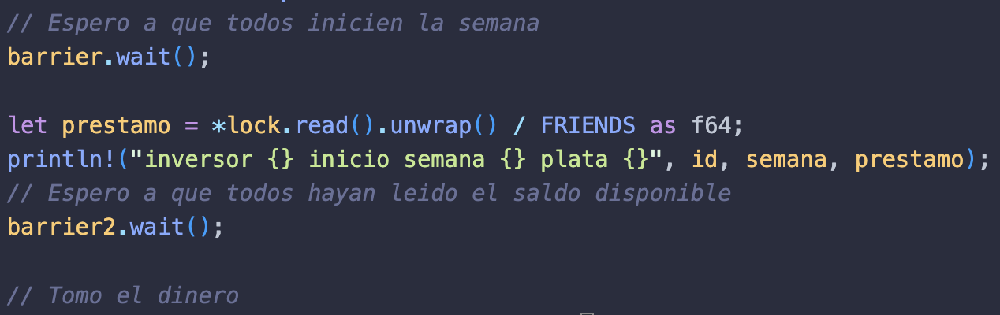 // Espero a que todos inicien la semana
barrier.wait();
let prestamo = *lock.read().unwrap() / FRIENDS as f64;
println!("inversor {} inicio semana {} plata {}", id, semana, prestamo);
// Espero a que todos hayan leido el saldo disponible
barrier2.wait();
// Tomo el dinero